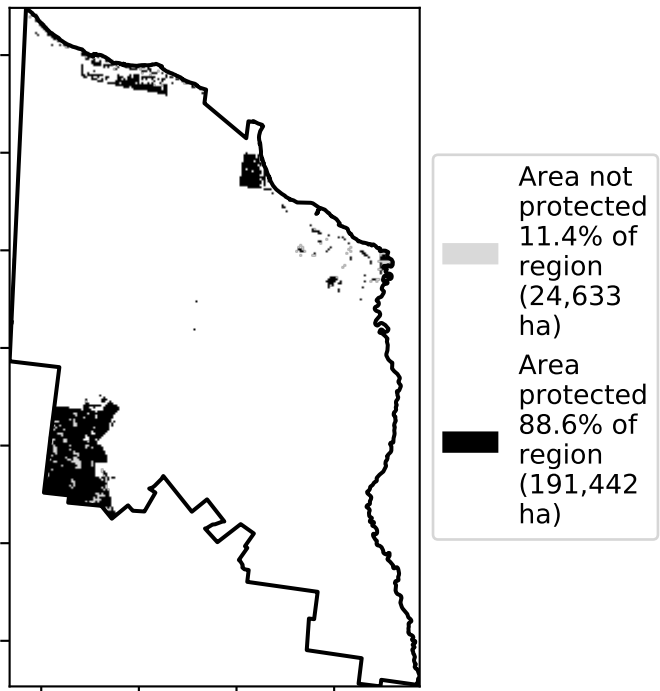 Area not
protected
11.4% of
region
(24,633
ha)
Area
protected
88.6% of
region
(191,442
ha)